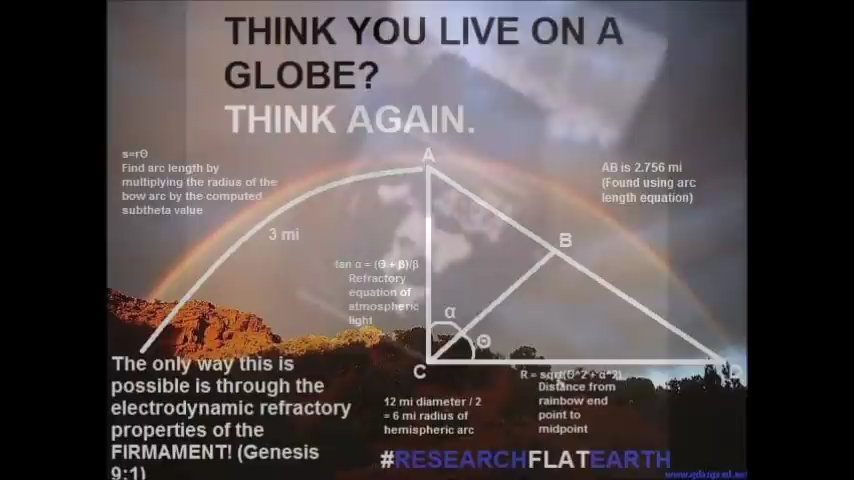 THINK YOU LIVE ON A
GLOBE?
THINK AGAIN.
s=rΘ
Find arc length by
multiplying the radius of the
bow arc by the computed
subtheta value
A
AB is 2.756 mi
(Found using arc
length equation)
3 mi
B
tan α = (Θ + β)/β
Refractory
equation of
atmospheric
light
α
Θ
C
D
The only way this is
possible is through the
electrodynamic refractory
properties of the
FIRMAMENT! (Genesis
9:1)
12 mi diameter / 2
= 6 mi radius of
hemispheric arc
R = sqrt(Θ^2 + α^2)
Distance from
rainbow end
point to
midpoint
#RESEARCHFLATEARTH